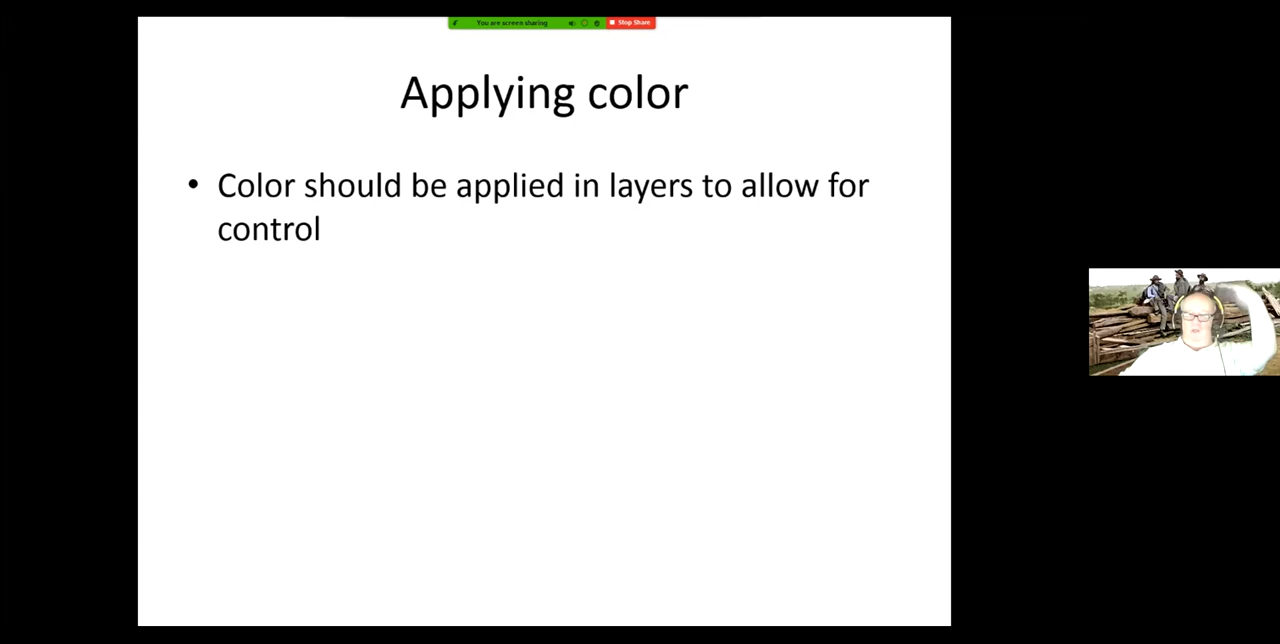 You are screen sharing
Stop Share
Applying color
• Color should be applied in layers to allow for
control